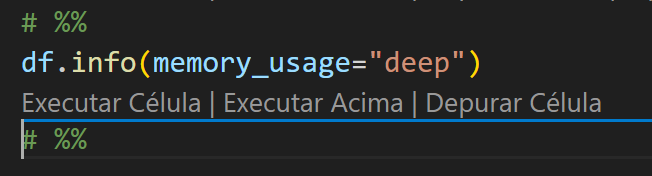 # %%
df.info(memory_usage="deep")
Executar Célula | Executar Acima | Depurar Célula
# %%